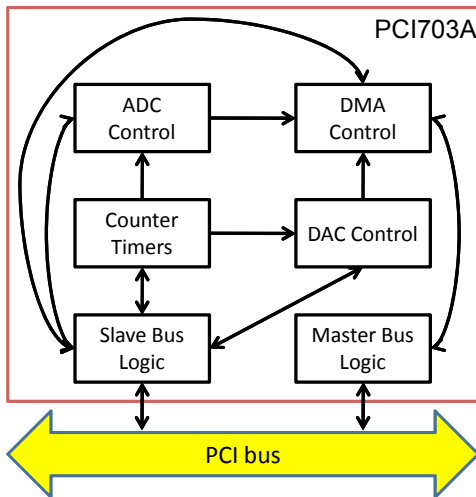 PCI703A
ADC
Control
DMA
Control
Counter
Timers
DAC Control
Slave Bus
Logic
Master Bus
Logic
PCI bus